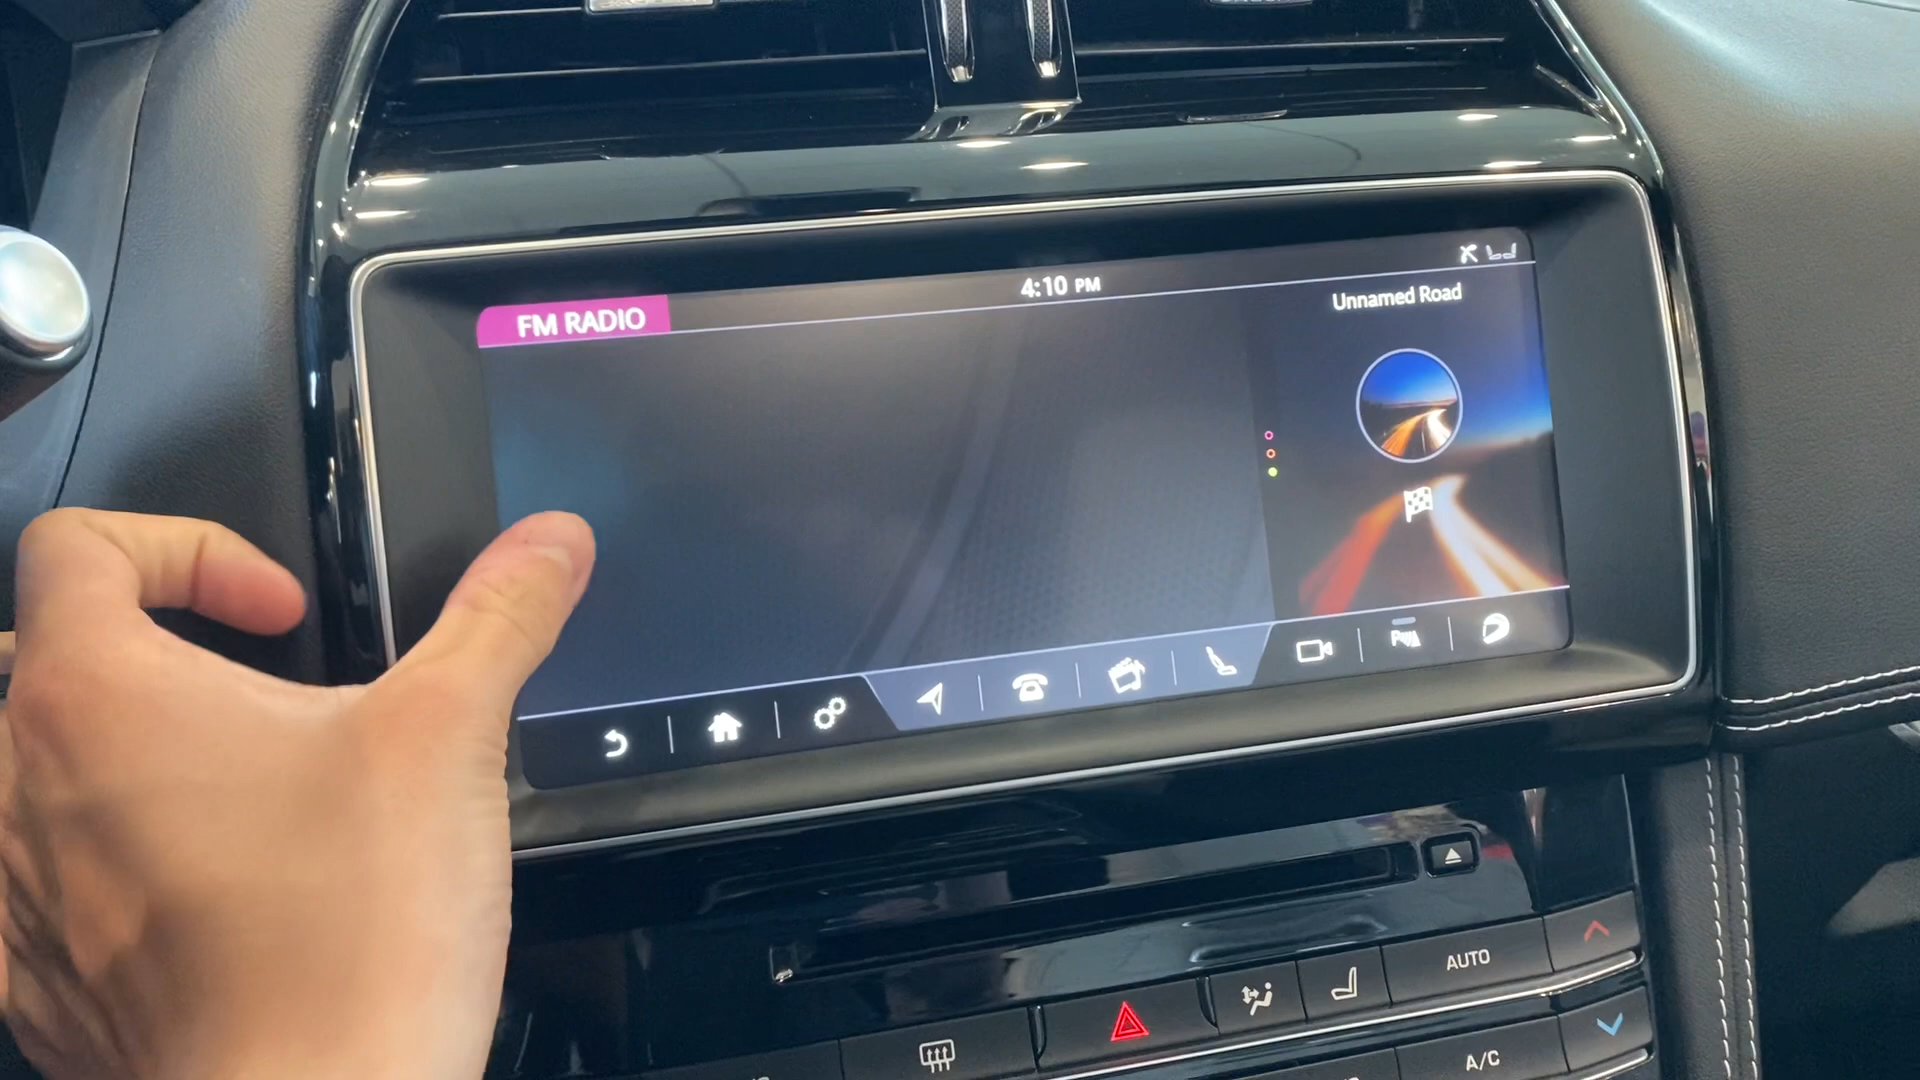 4:10 PM
FM RADIO
Unnamed Road
AUTO
A/C